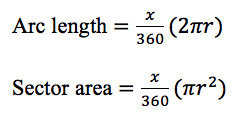 Arc length = x/360 (2πr)
Sector area = x/360 (πr²)